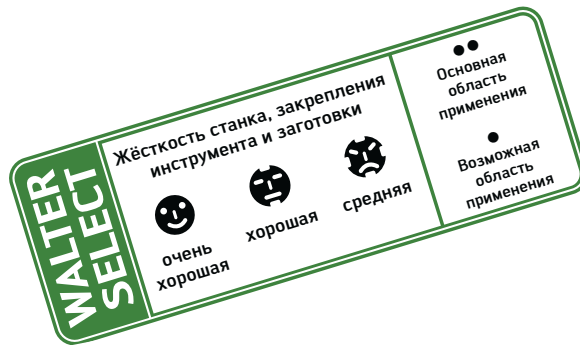 WALTER
SELECT
Жёсткость станка, закрепления
инструмента и заготовки
очень
хорошая
хорошая
средняя
Основная
область
применения
Возможная
область
применения